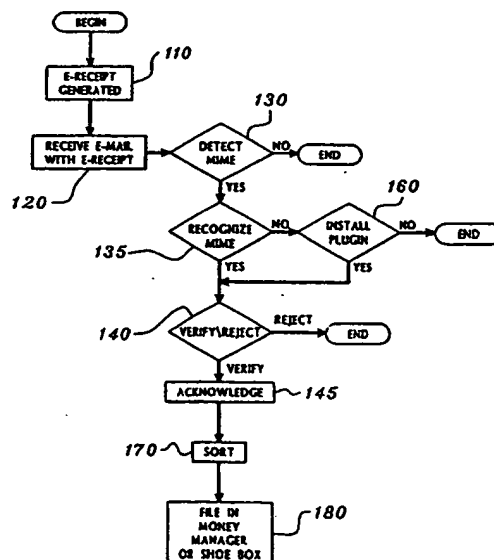 BEGIN
110
E-RECEIPT
GENERATED
130
RECEIVE E-MAIL
WITH E-RECEIPT
120
DETECT
MIME
NO
END
YES
160
RECOGNIZE
MIME
135
NO
INSTALL
PLUGIN
NO
END
YES
YES
140
VERIFY\REJECT
REJECT
END
VERIFY
ACKNOWLEDGE
145
170
SORT
FILE IN
MONEY
MANAGER
OR SHOE BOX
180